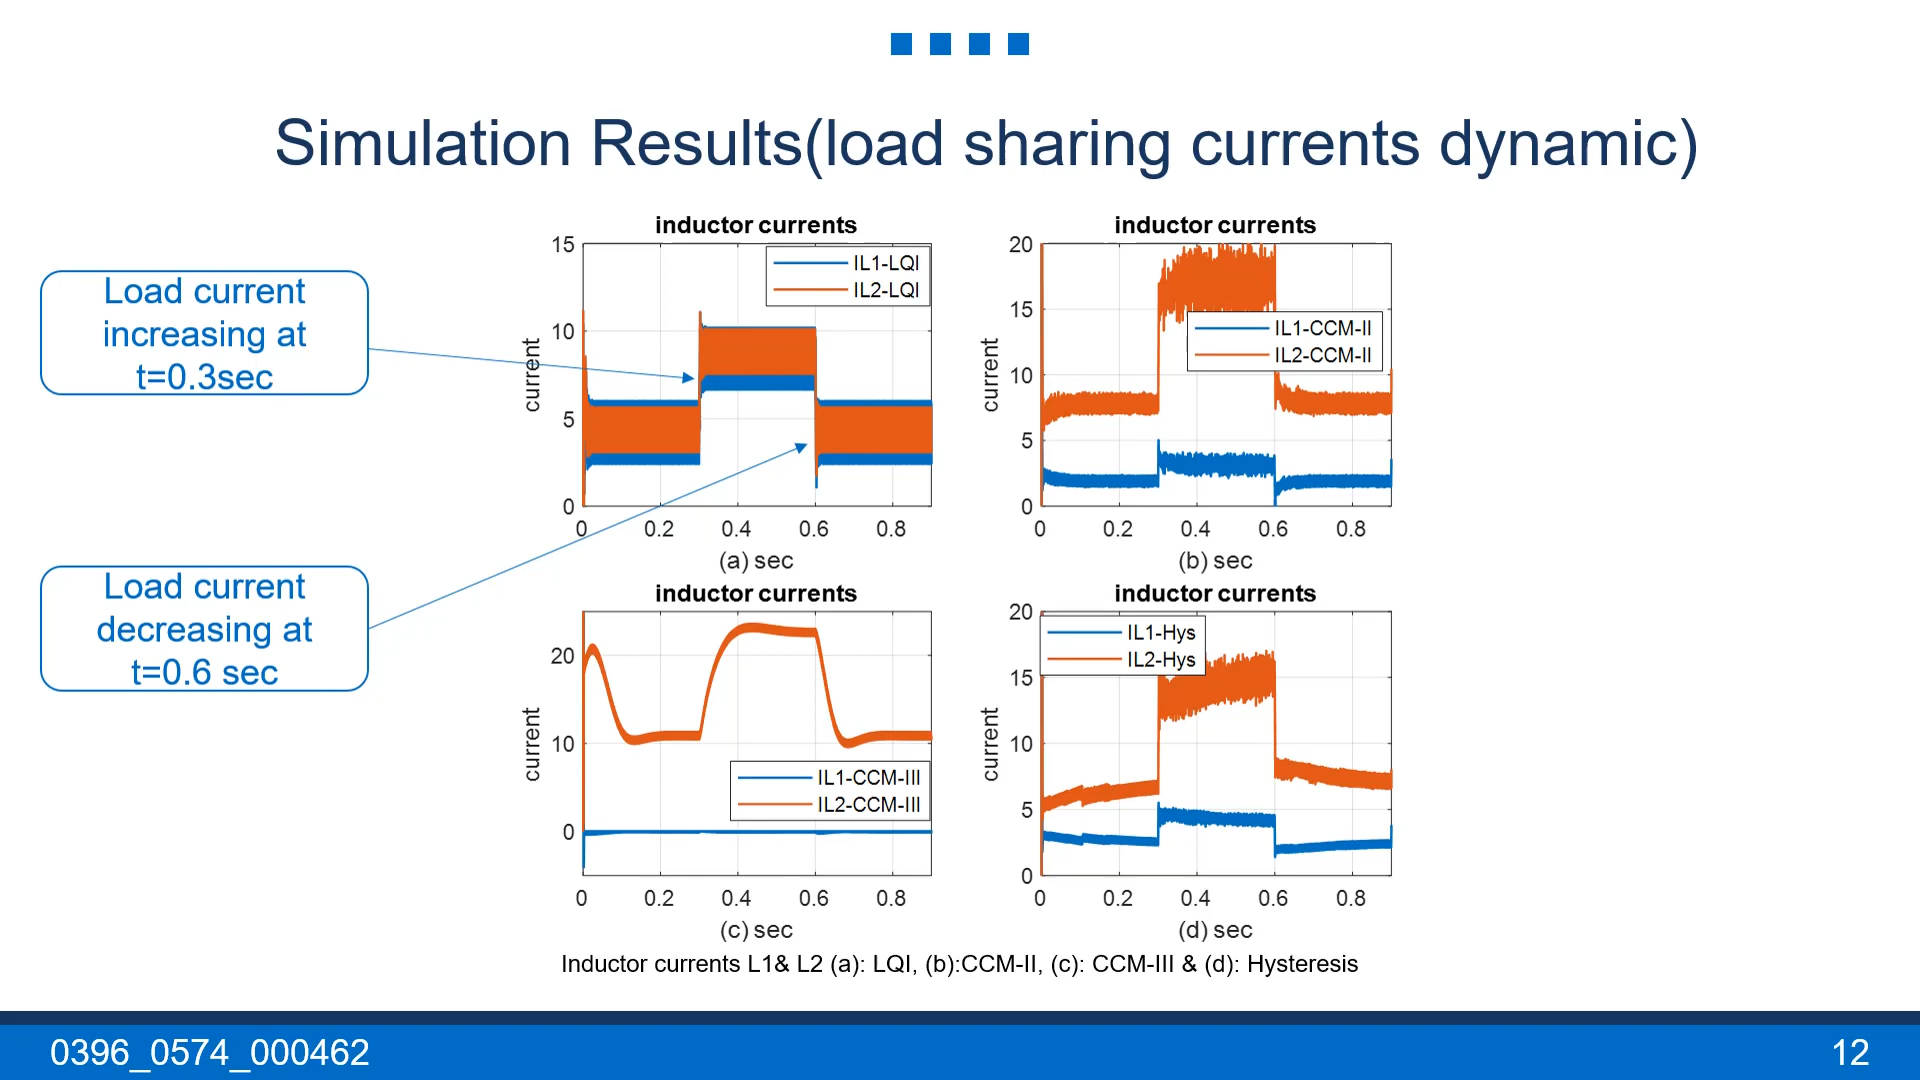 Simulation Results(load sharing currents dynamic)
Load current
increasing at
t=0.3sec
Load current
decreasing at
t=0.6 sec
inductor currents
15
10
5
0
current
IL1-LQI
IL2-LQI
0 0.2 0.4 0.6 0.8
(a) sec
inductor currents
20
15
10
5
0
current
IL1-CCM-II
IL2-CCM-II
0 0.2 0.4 0.6 0.8
(b) sec
inductor currents
20
10
0
current
IL1-CCM-III
IL2-CCM-III
0 0.2 0.4 0.6 0.8
(c) sec
inductor currents
20
15
10
5
0
current
IL1-Hys
IL2-Hys
0 0.2 0.4 0.6 0.8
(d) sec
Inductor currents L1& L2 (a): LQI, (b):CCM-II, (c): CCM-III & (d): Hysteresis
0396_0574_000462
12